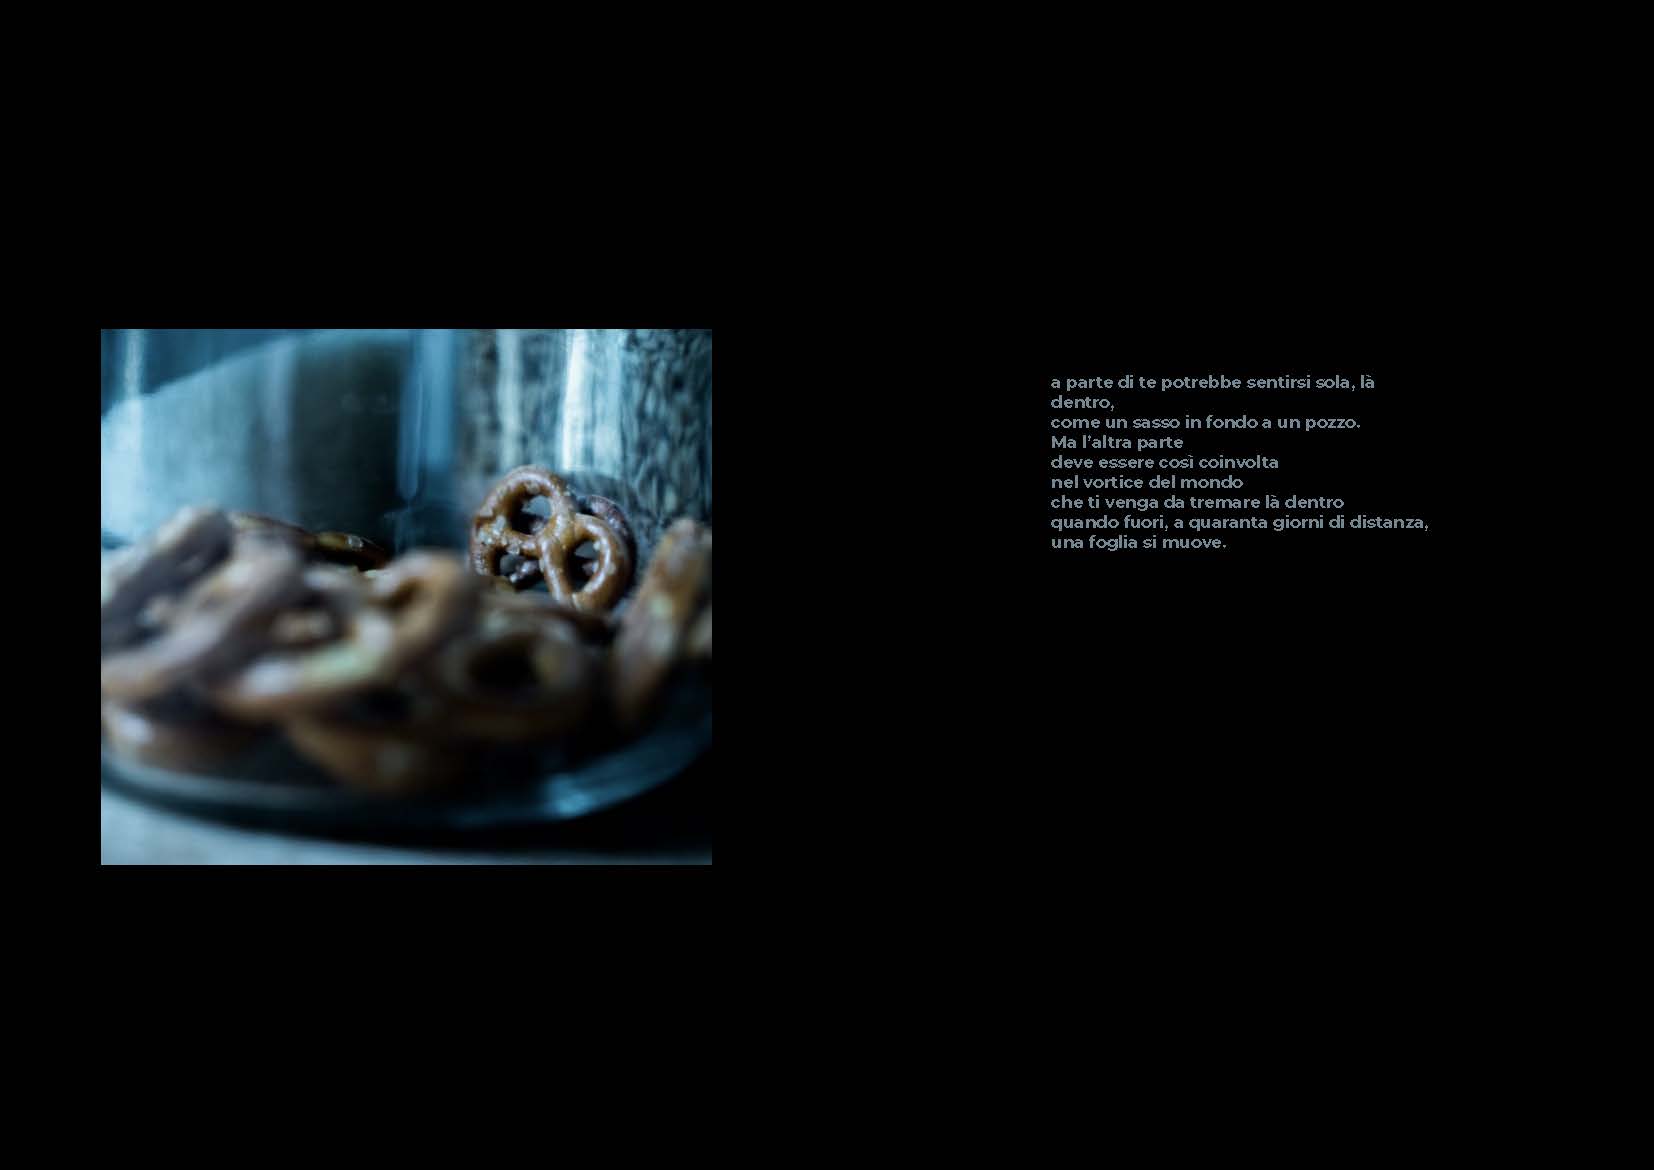 a parte di te potrebbe sentirsi sola, là
dentro,
come un sasso in fondo a un pozzo.
Ma l'altra parte
deve essere così coinvolta
nel vortice del mondo
che ti venga da tremare là dentro
quando fuori, a quaranta giorni di distanza,
una foglia si muove.